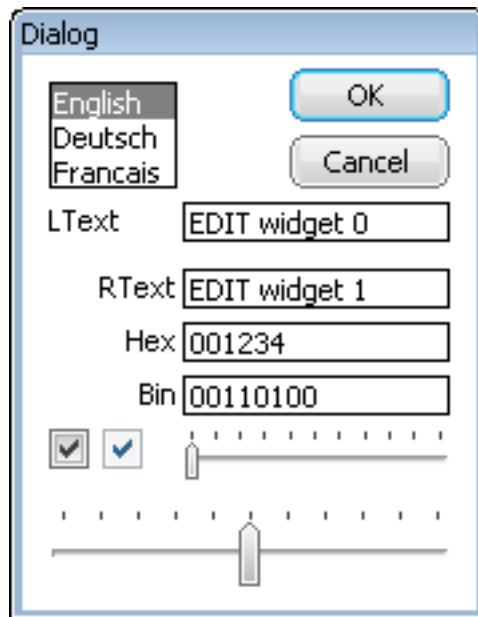 Dialog
English
Deutsch
Francais
OK
Cancel
LText EDIT widget 0
RText EDIT widget 1
Hex 001234
Bin 00110100